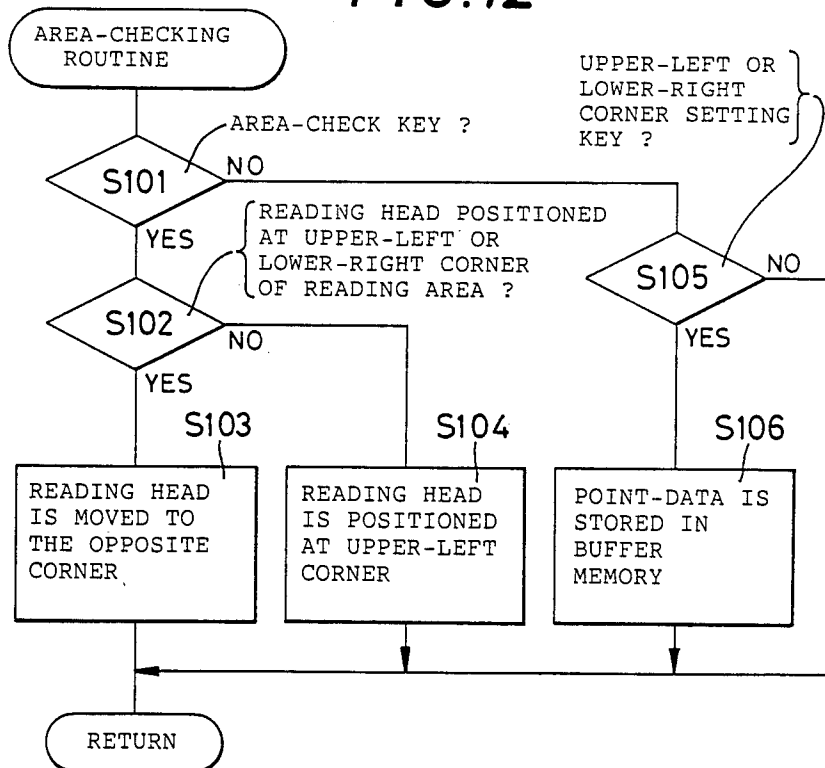 FIG.12
AREA-CHECKING
ROUTINE
UPPER-LEFT OR
LOWER-RIGHT
CORNER SETTING
KEY ?
AREA-CHECK KEY ?
S101
NO
YES
READING HEAD POSITIONED
AT UPPER-LEFT OR
LOWER-RIGHT CORNER
OF READING AREA ?
S105
NO
YES
S102
NO
YES
S103
READING HEAD
IS MOVED TO
THE OPPOSITE
CORNER
S104
READING HEAD
IS POSITIONED
AT UPPER-LEFT
CORNER
S106
POINT-DATA IS
STORED IN
BUFFER
MEMORY
RETURN